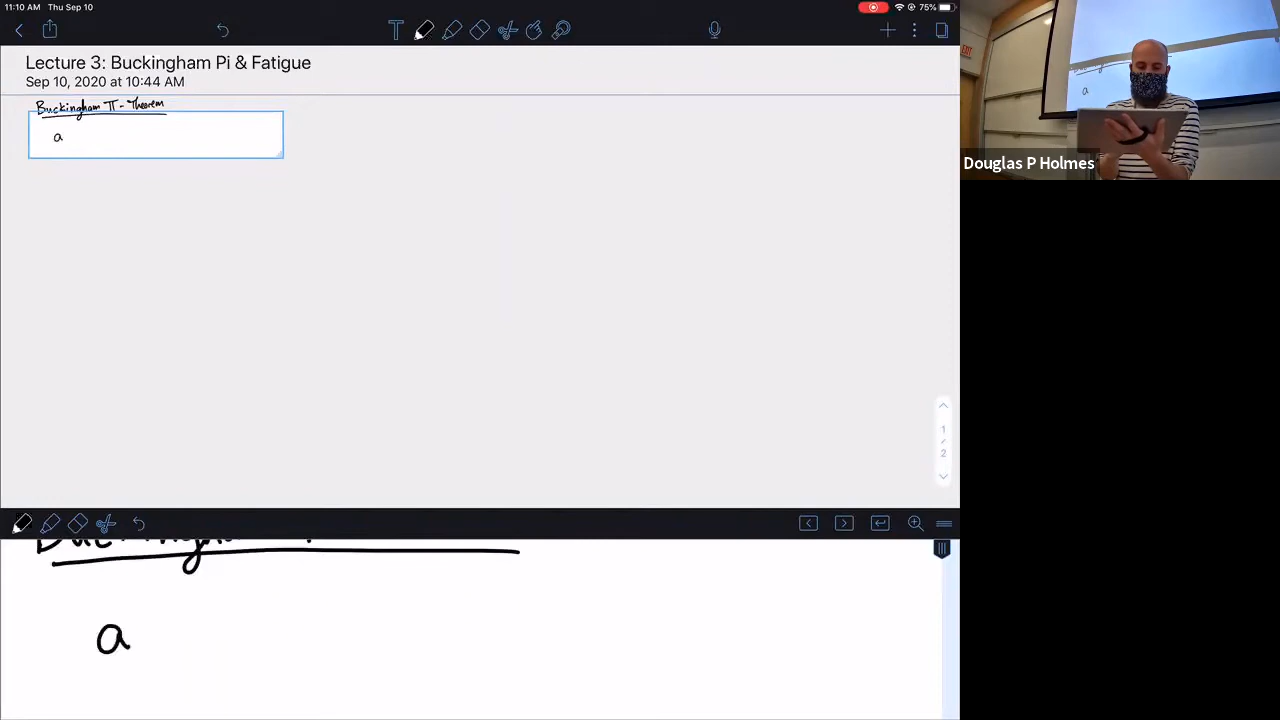 11:10 AM Thu Sep 10
75%
T
Lecture 3: Buckingham Pi & Fatigue
Sep 10, 2020 at 10:44 AM
Buckingham π - Theorem
a
1
/
2
a
EXIT
a
Douglas P Holmes